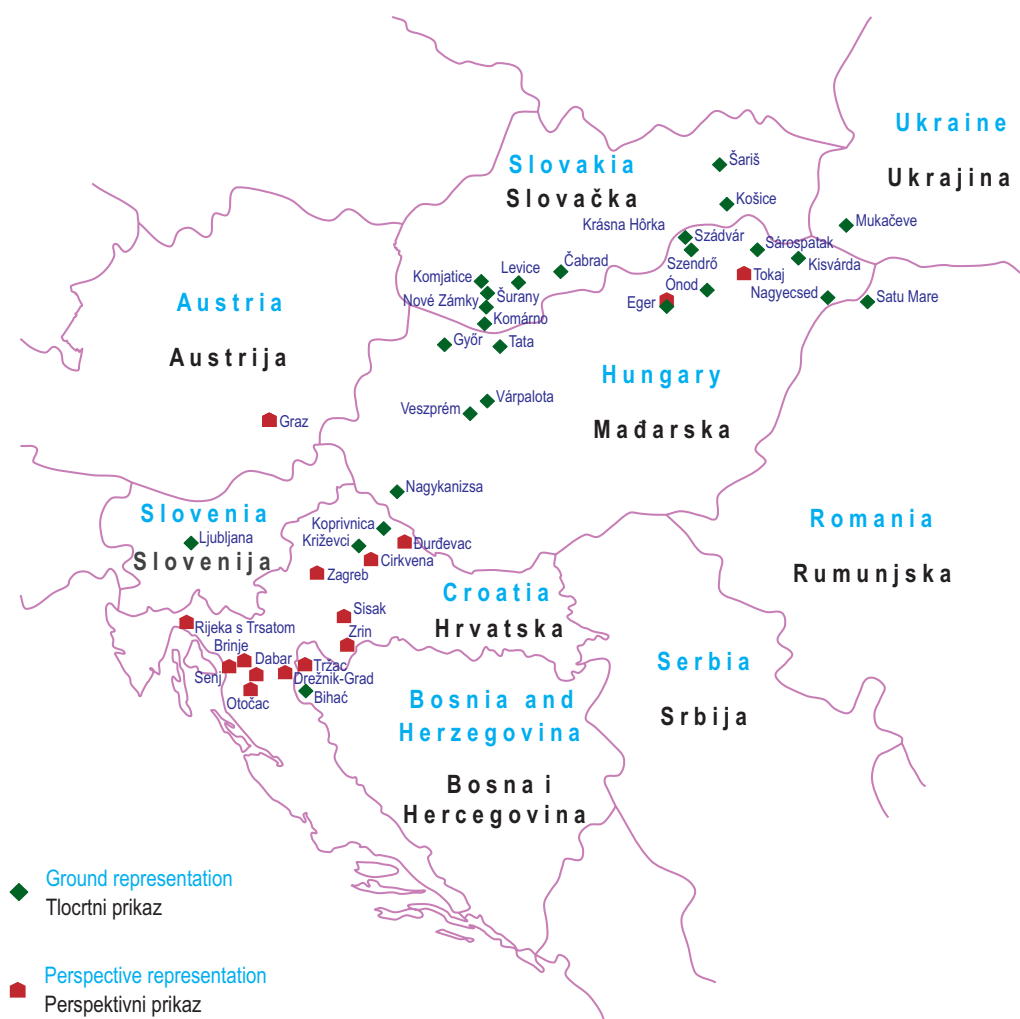 Ukraine
Ukrajina
Slovakia
Slovačka
Šariš
Košice
Krásna Hôrka
Mukačeve
Szádvár
Sárospatak
Szendrő
Kisvárda
Čabrad
Levice
Komjatice
Tokaj
Ónod
Nagyecsed
Satu Mare
Šurany
Nové Zámky
Eger
Komárno
Győr
Tata
Austria
Austrija
Hungary
Mađarska
Várpalota
Veszprém
Graz
Nagykanizsa
Slovenia
Ljubljana
Slovenija
Koprivnica
Križevci
Đurđevac
Cirkvena
Zagreb
Romania
Rumunjska
Croatia
Hrvatska
Sisak
Zrin
Rijeka s Trsatom
Brinje
Dabar
Tržac
Senj
Drežnik-Grad
Otočac
Bihać
Serbia
Srbija
Bosnia and
Herzegovina
Bosna i
Hercegovina
Ground representation
Tlocrtni prikaz
Perspective representation
Perspektivni prikaz